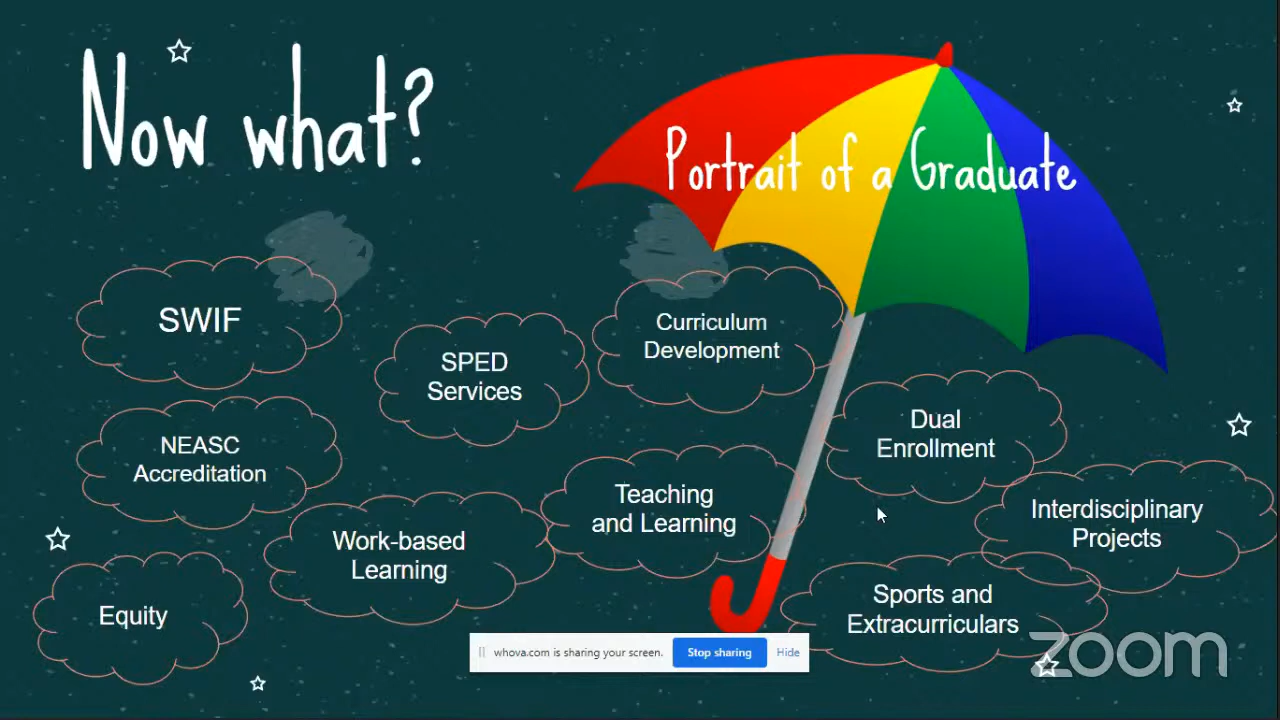 Now what?
Portrait of a Graduate
SWIF
SPED
Services
Curriculum
Development
NEASC
Accreditation
Dual
Enrollment
Teaching
and Learning
Interdisciplinary
Projects
Work-based
Learning
Equity
Sports and
Extracurriculars
whova.com is sharing your screen. Stop sharing Hide
zoom